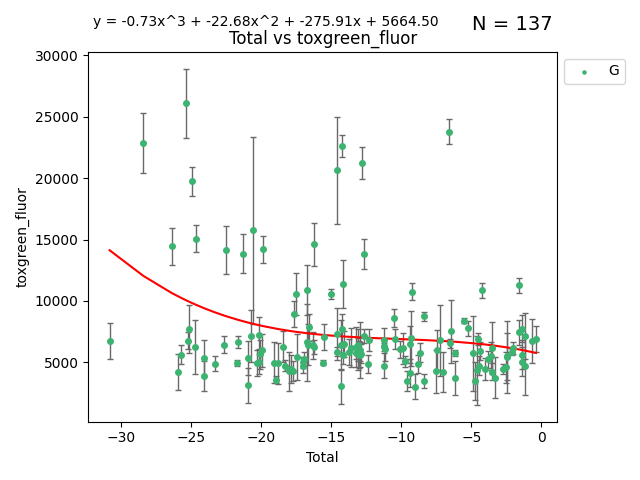 y = -0.73x^3 + -22.68x^2 + -275.91x + 5664.50
N = 137
Total vs toxgreen_fluor
G
30000
25000
20000
15000
10000
5000
toxgreen_fluor
−30 −25 −20 −15 −10 −5 0
Total